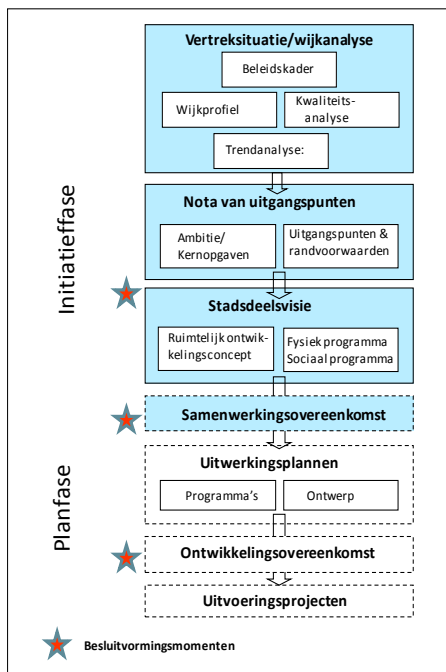 Vertreksituatie/wijkanalyse
Beleidskader
Wijkprofiel
Kwaliteits-
analyse
Trendanalyse:
Initiatieffase
Nota van uitgangspunten
Ambitie/
Kernopgaven
Uitgangspunten &
randvoorwaarden
Stadsdeelsvisie
Ruimtelijk ontwik-
kelingsconcept
Fysiek programma
Sociaal programma
Samenwerkingsovereenkomst
Planfase
Uitwerkingsplannen
Programma's
Ontwerp
Ontwikkelingsovereenkomst
Uitvoeringsprojecten
Besluitvormingsmomenten